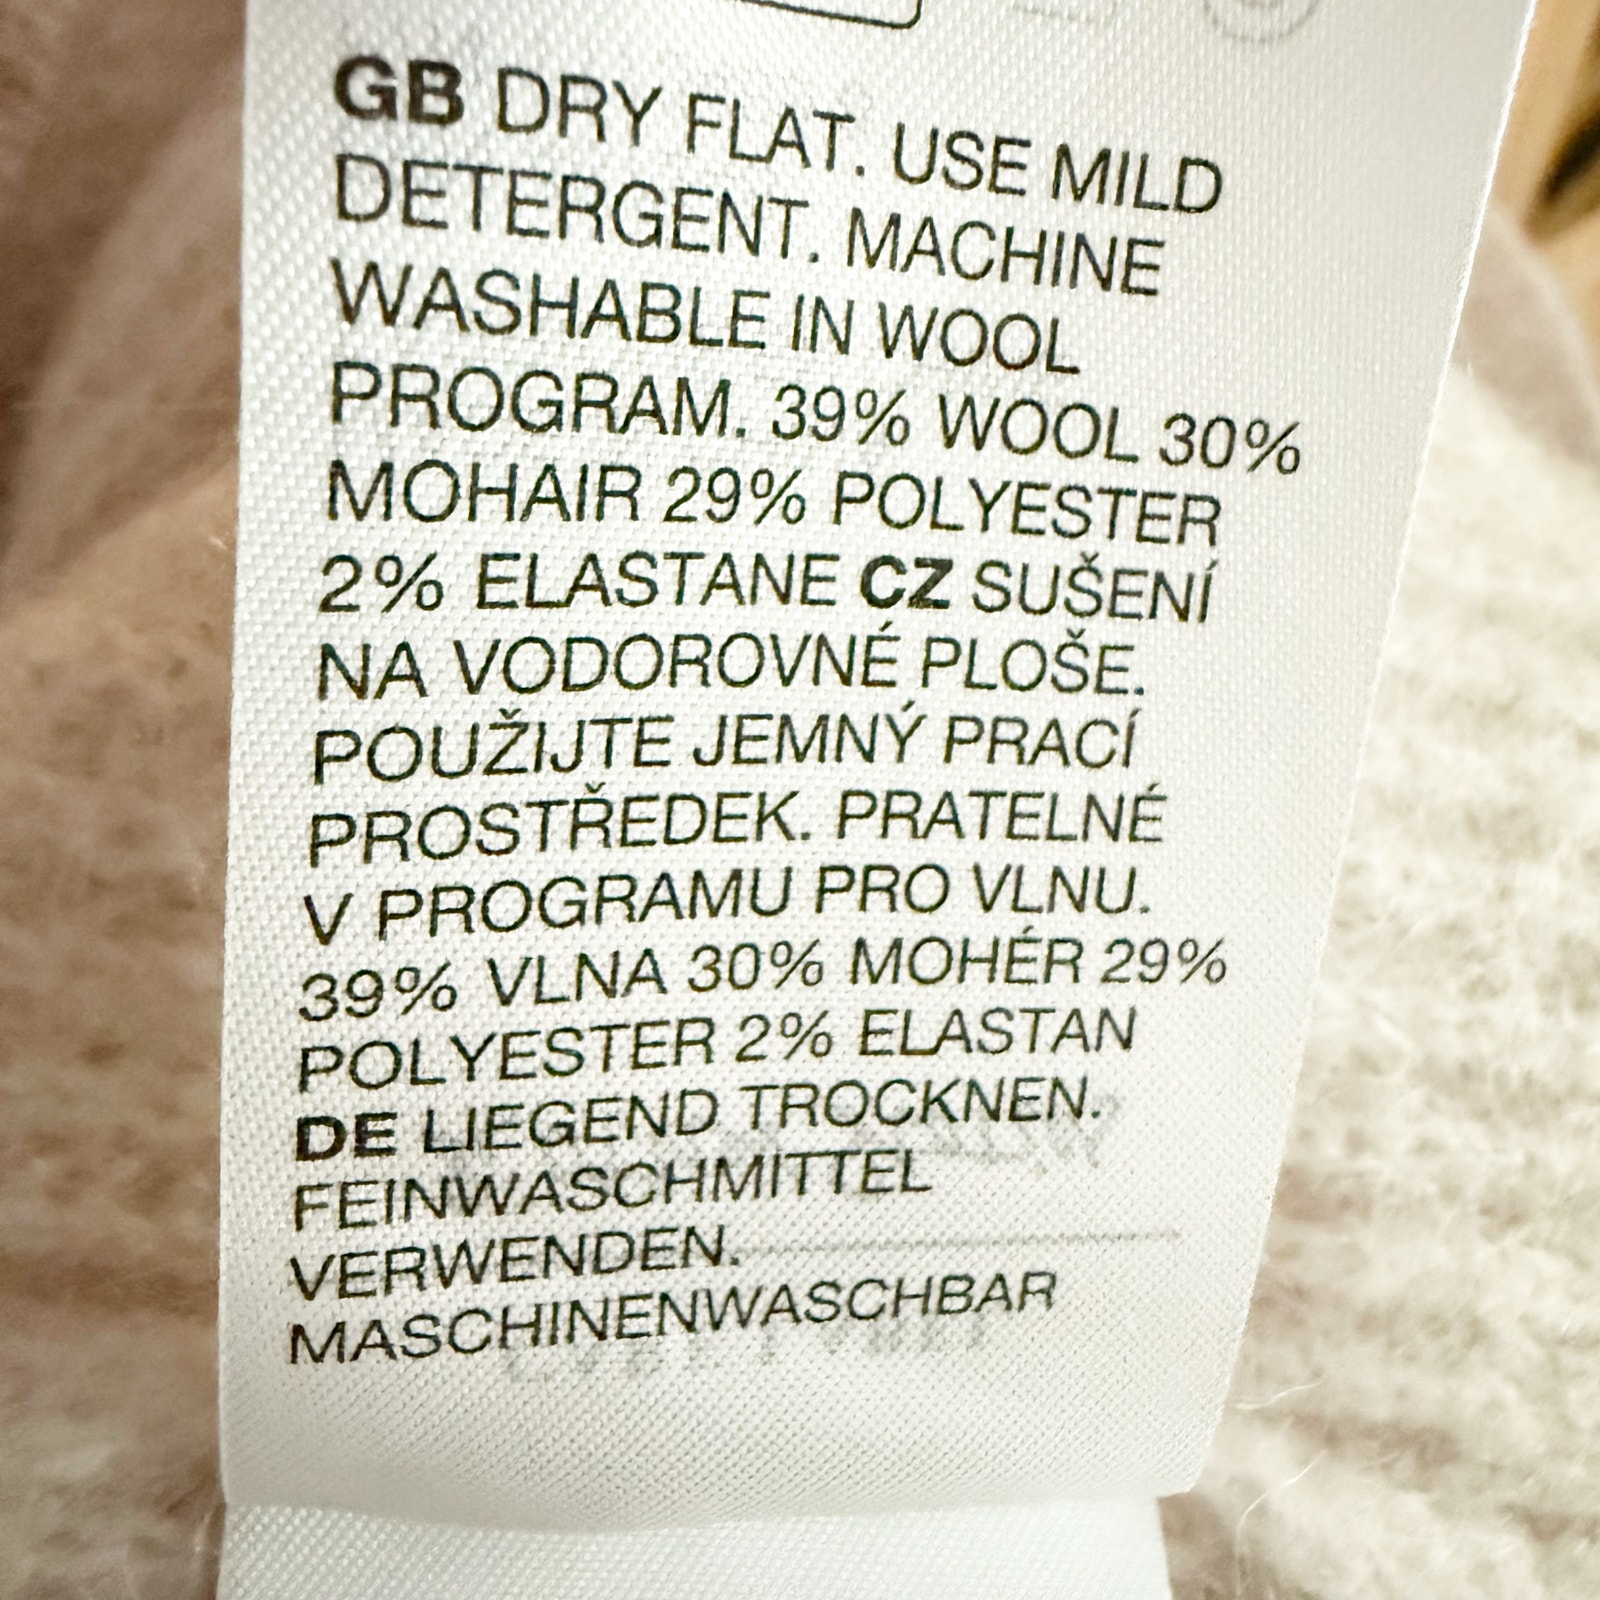 GB DRY FLAT. USE MILD
DETERGENT. MACHINE
WASHABLE IN WOOL
PROGRAM. 39% WOOL 30%
MOHAIR 29% POLYESTER
2% ELASTANE CZ SUŠENÍ
NA VODOROVNÉ PLOŠE.
POUŽIJTE JEMNÝ PRACÍ
PROSTŘEDEK. PRATELNÉ
V PROGRAMU PRO VLNU.
39% VLNA 30% MOHÉR 29%
POLYESTER 2% ELASTAN
DE LIEGEND TROCKNEN.
FEINWASCHMITTEL
VERWENDEN.
MASCHINENWASCHBAR